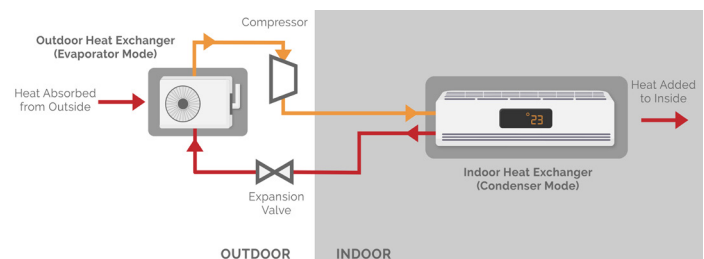 Compressor
Outdoor Heat Exchanger
(Evaporator Mode)
Heat Absorbed
from Outside
23
Heat Added
to Inside
Indoor Heat Exchanger
(Condenser Mode)
Expansion
Valve
OUTDOOR
INDOOR